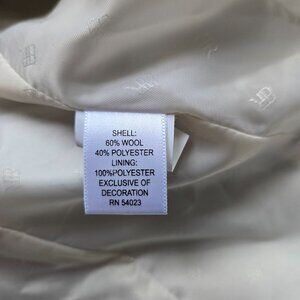 SHELL:
60% WOOL
40% POLYESTER
LINING:
100%POLYESTER
EXCLUSIVE OF
DECORATION
RN 54023